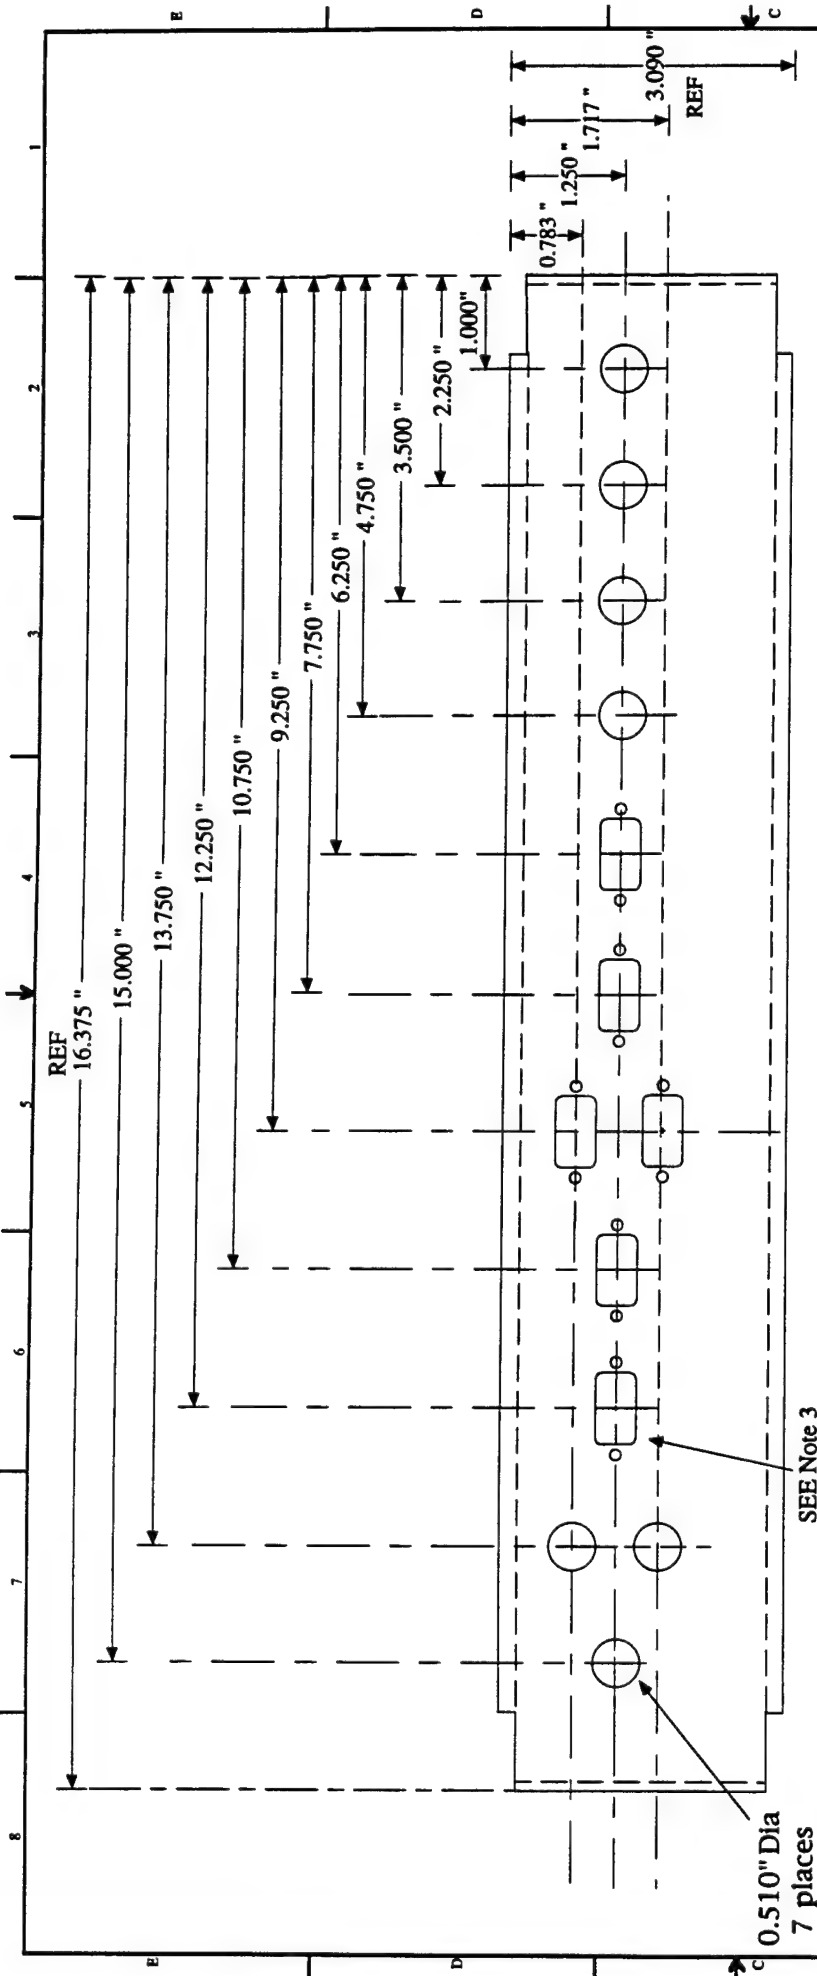 E
D
C
1
2
3
4
5
6
7
8
REF
16.375 "
15.000 "
13.750 "
12.250 "
10.750 "
9.250 "
7.750 "
6.250 "
4.750 "
3.500 "
2.250 "
1.000"
0.783 "
1.250 "
1.717 "
3.090 "
REF
SEE Note 3
0.510" Dia
7 places
E
D
C